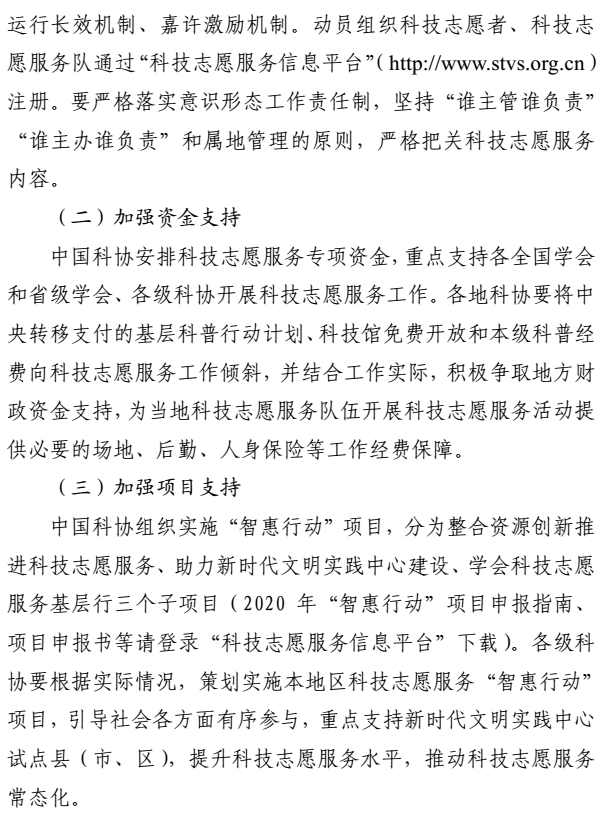 运行长效机制、嘉许激励机制。动员组织科技志愿者、科技志
愿服务队通过“科技志愿服务信息平台”（http://www.stvs.org.cn）
注册。要严格落实意识形态工作责任制，坚持“谁主管谁负责”
“谁主办谁负责”和属地管理的原则，严格把关科技志愿服务
内容。
（二）加强资金支持
中国科协安排科技志愿服务专项资金，重点支持各全国学会
和省级学会、各级科协开展科技志愿服务工作。各地科协要将中
央转移支付的基层科普行动计划、科技馆免费开放和本级科普经
费向科技志愿服务工作倾斜，并结合工作实际，积极争取地方财
政资金支持，为当地科技志愿服务队伍开展科技志愿服务活动提
供必要的场地、后勤、人身保险等工作经费保障。
（三）加强项目支持
中国科协组织实施“智惠行动”项目，分为整合资源创新推
进科技志愿服务、助力新时代文明实践中心建设、学会科技志愿
服务基层行三个子项目（2020 年“智惠行动”项目申报指南、
项目申报书等请登录“科技志愿服务信息平台”下载）。各级科
协要根据实际情况，策划实施本地区科技志愿服务“智惠行动”
项目，引导社会各方面有序参与，重点支持新时代文明实践中心
试点县（市、区），提升科技志愿服务水平，推动科技志愿服务
常态化。